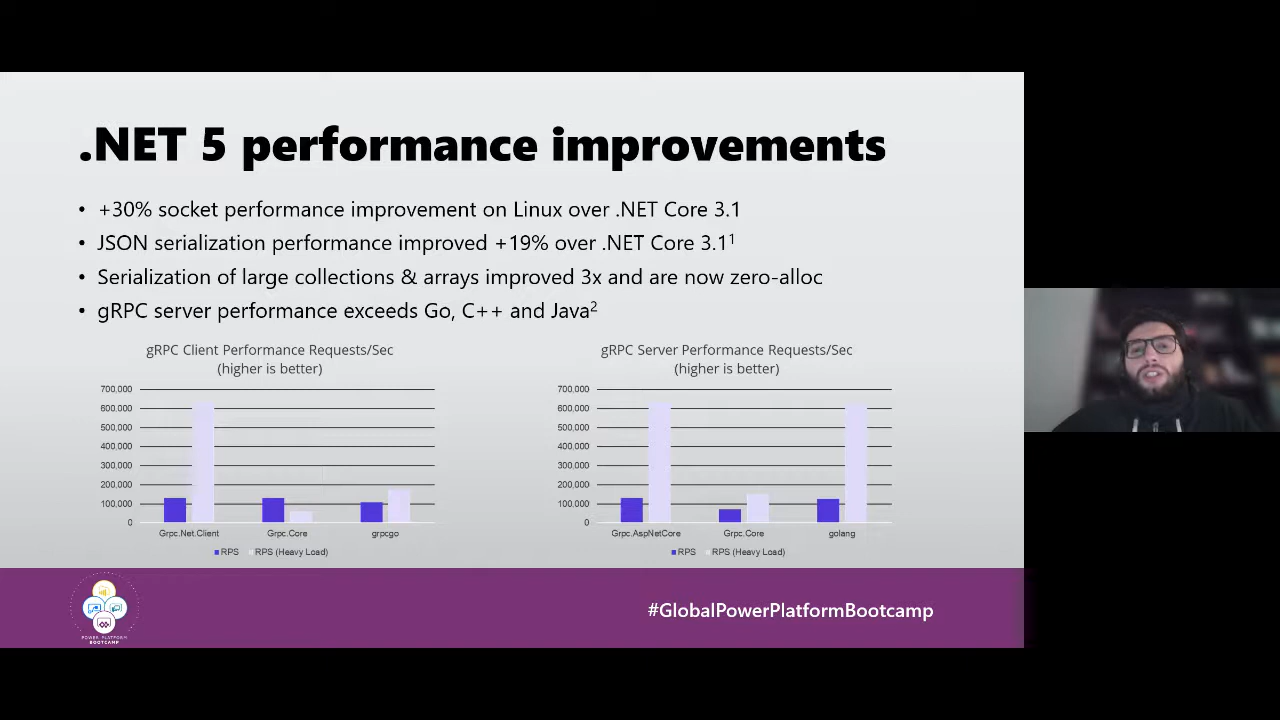 .NET 5 performance improvements
• +30% socket performance improvement on Linux over .NET Core 3.1
• JSON serialization performance improved +19% over .NET Core 3.1¹
• Serialization of large collections & arrays improved 3x and are now zero-alloc
• gRPC server performance exceeds Go, C++ and Java²
gRPC Client Performance Requests/Sec
(higher is better)
700,000
600,000
500,000
400,000
300,000
200,000
100,000
0
Grpc.Net.Client Grpc.Core grpcgo
RPS RPS (Heavy Load)
gRPC Server Performance Requests/Sec
(higher is better)
700,000
600,000
500,000
400,000
300,000
200,000
100,000
0
Grpc.AspNetCore Grpc.Core golang
RPS RPS (Heavy Load)
POWER PLATFORM
BOOTCAMP
#GlobalPowerPlatformBootcamp